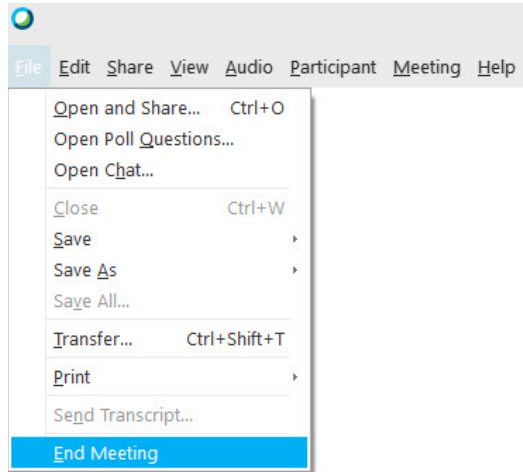 File Edit Share View Audio Participant Meeting Help
Open and Share... Ctrl+O
Open Poll Questions...
Open Chat...
Close Ctrl+W
Save
Save As
Save All...
Transfer... Ctrl+Shift+T
Print
Send Transcript...
End Meeting